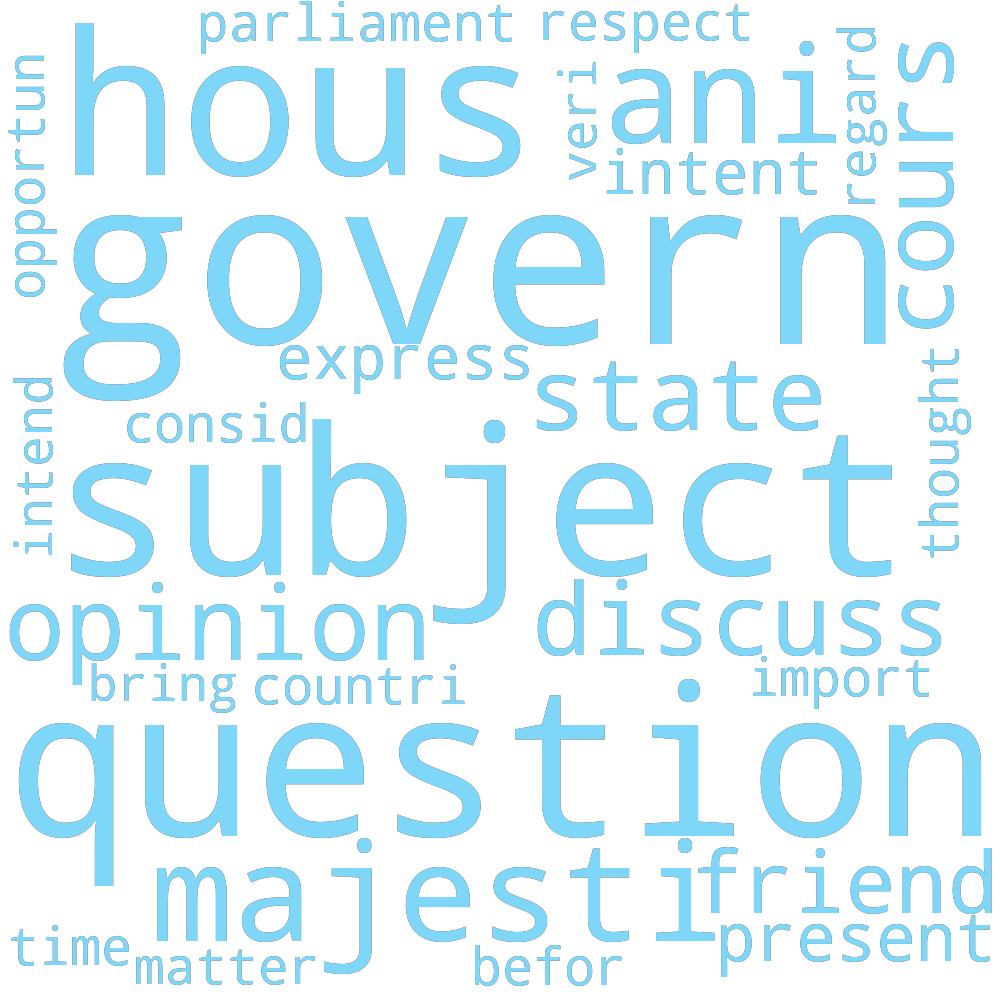 parliament
respect
hous
ani
veri
regard
cours
opportun
intent
govern
express
state
thought
intend
consid
subject
opinion
discuss
bring
countri
import
question
majesti
friend
present
time
matter
befor